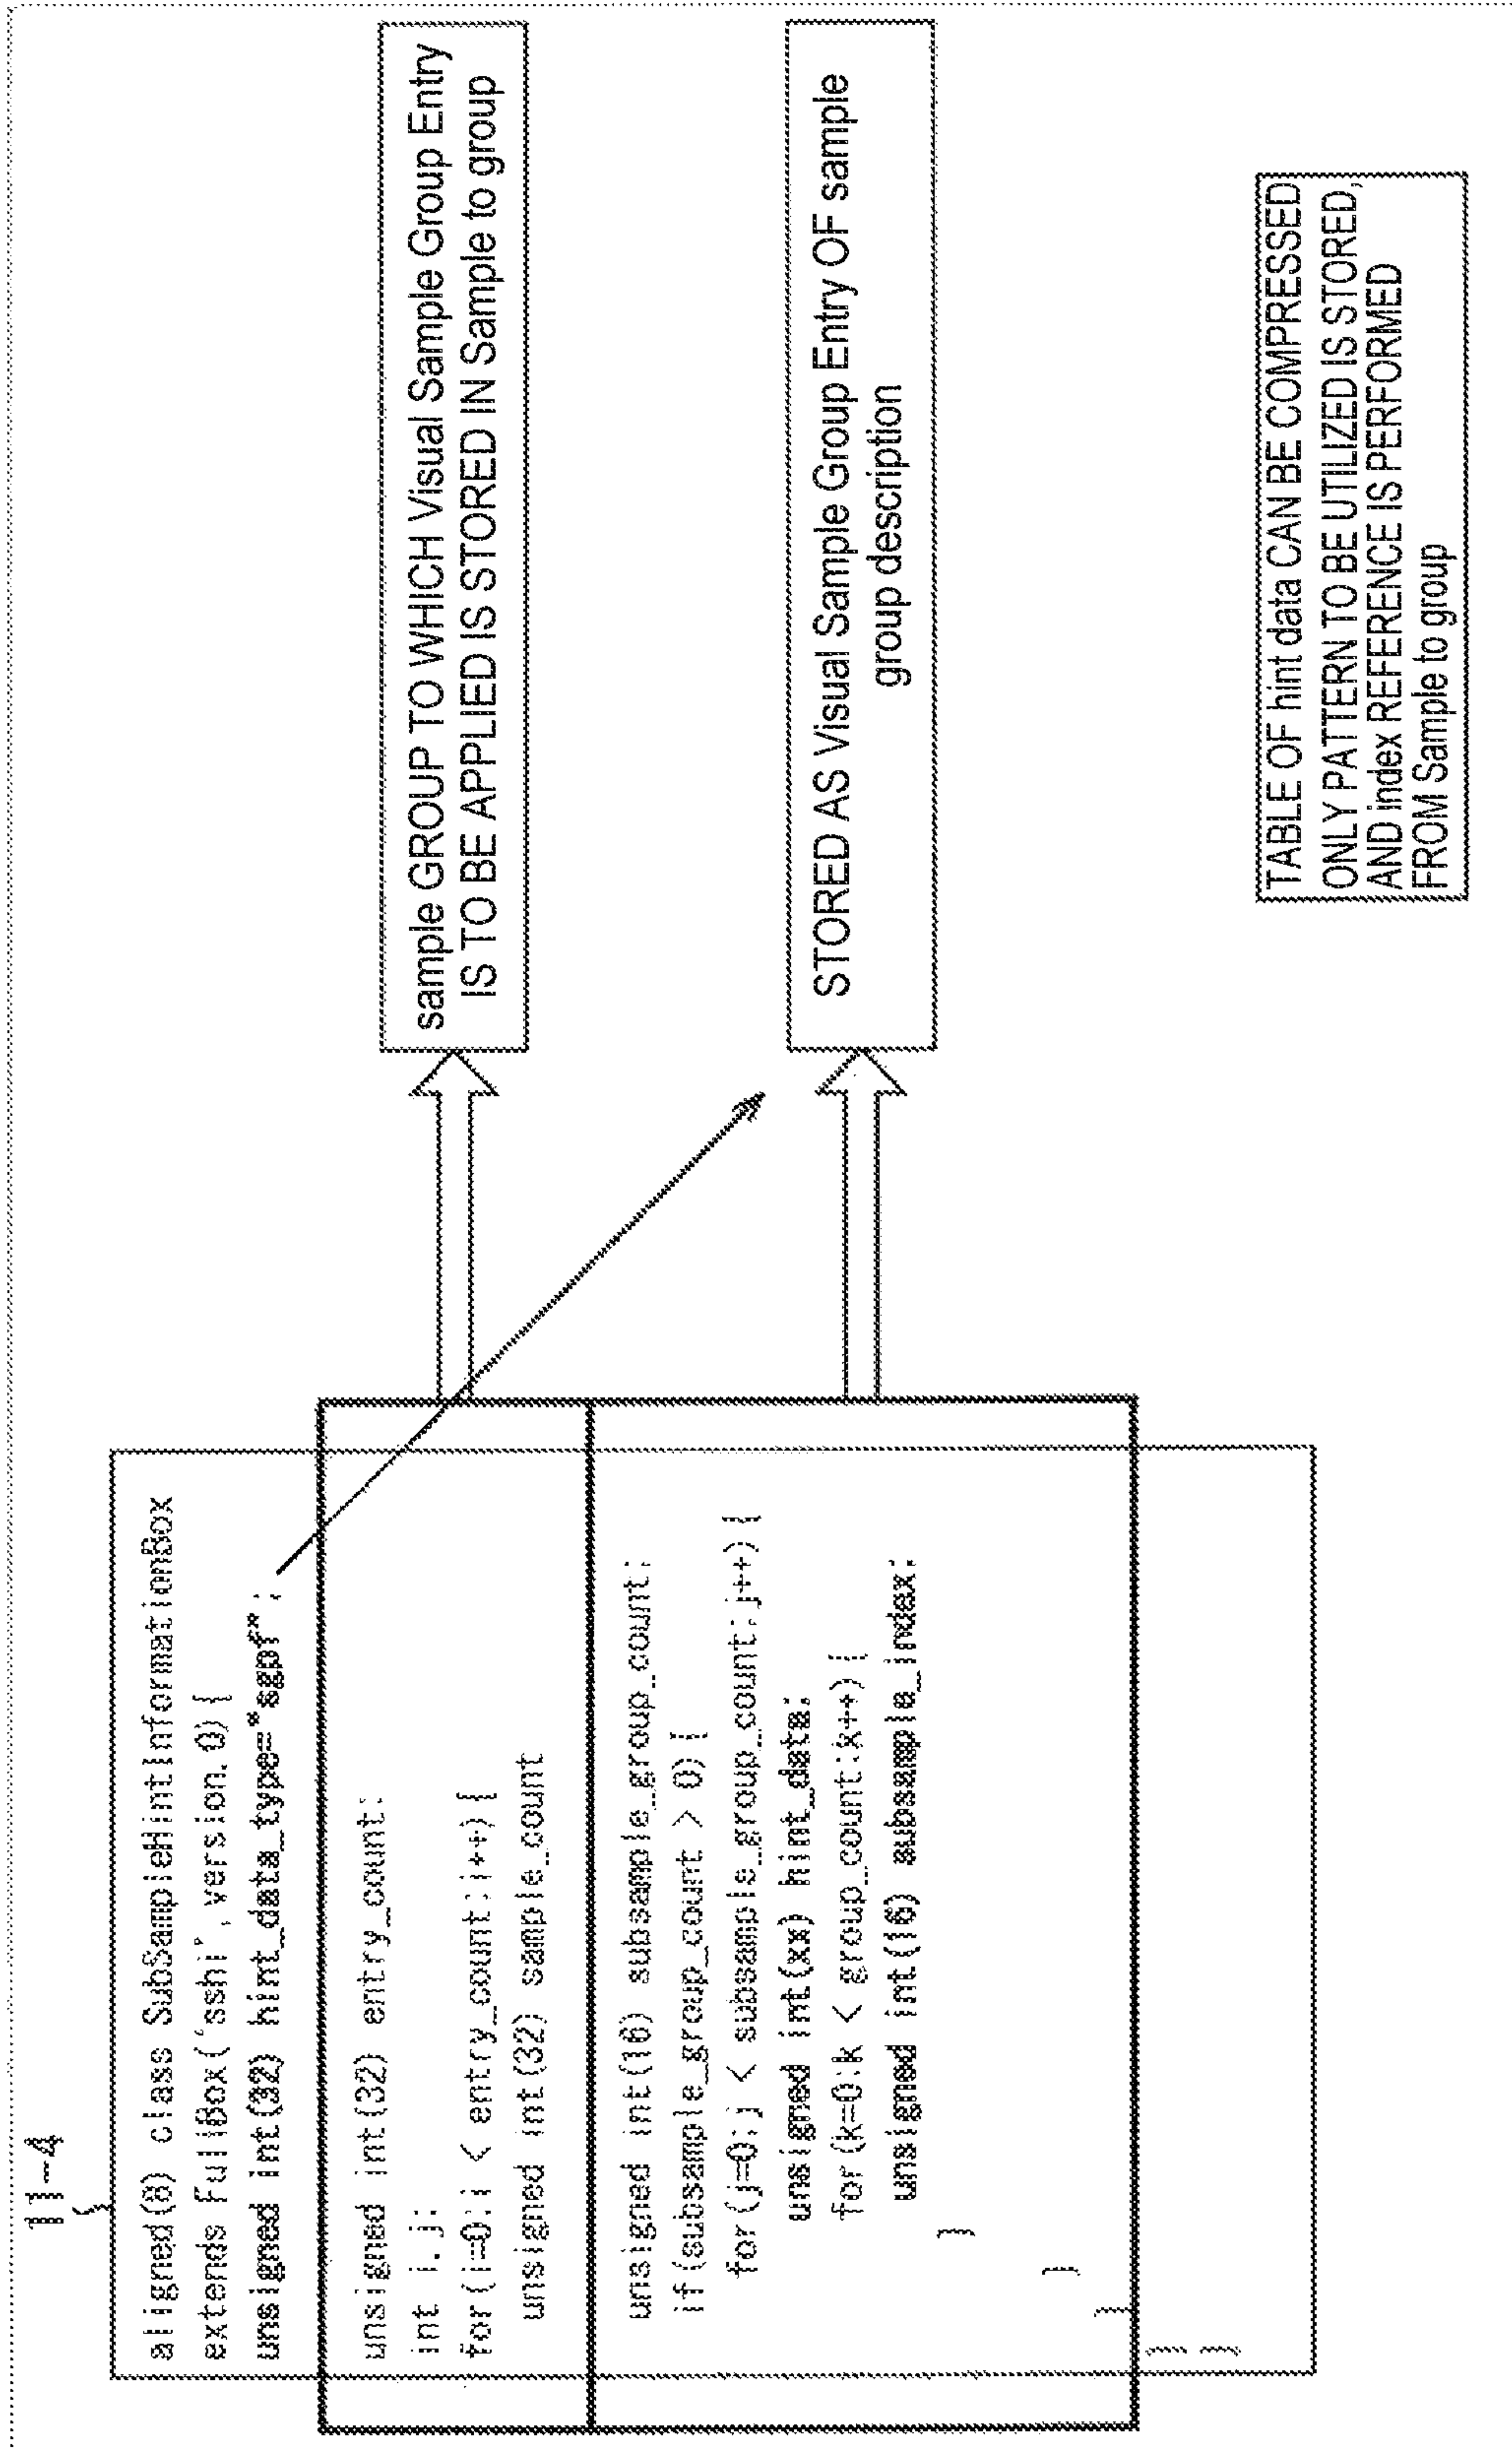 11-4
aligned(8) class SubSampleHintInformationBox
extends FullBox('sshi',version.0){
unsigned int(32) hint_data_type="sgpf";
unsigned int(32) entry_count;
int i.j;
for(i=0;i < entry_count;i++){
unsigned int(32) sample_count
unsigned int(16) subsample_group_count;
if(subsample_group_count > 0){
for(j=0;j < subsample_group_count;j++){
unsigned int(xx) hint_data;
for(k=0;k < group_count;k++){
unsigned int(16) subsample_index;
}
}
}
}
}
sample GROUP TO WHICH Visual Sample Group Entry
IS TO BE APPLIED IS STORED IN Sample to group
STORED AS Visual Sample Group Entry OF sample
group description
TABLE OF hint data CAN BE COMPRESSED
ONLY PATTERN TO BE UTILIZED IS STORED,
AND index REFERENCE IS PERFORMED
FROM Sample to group